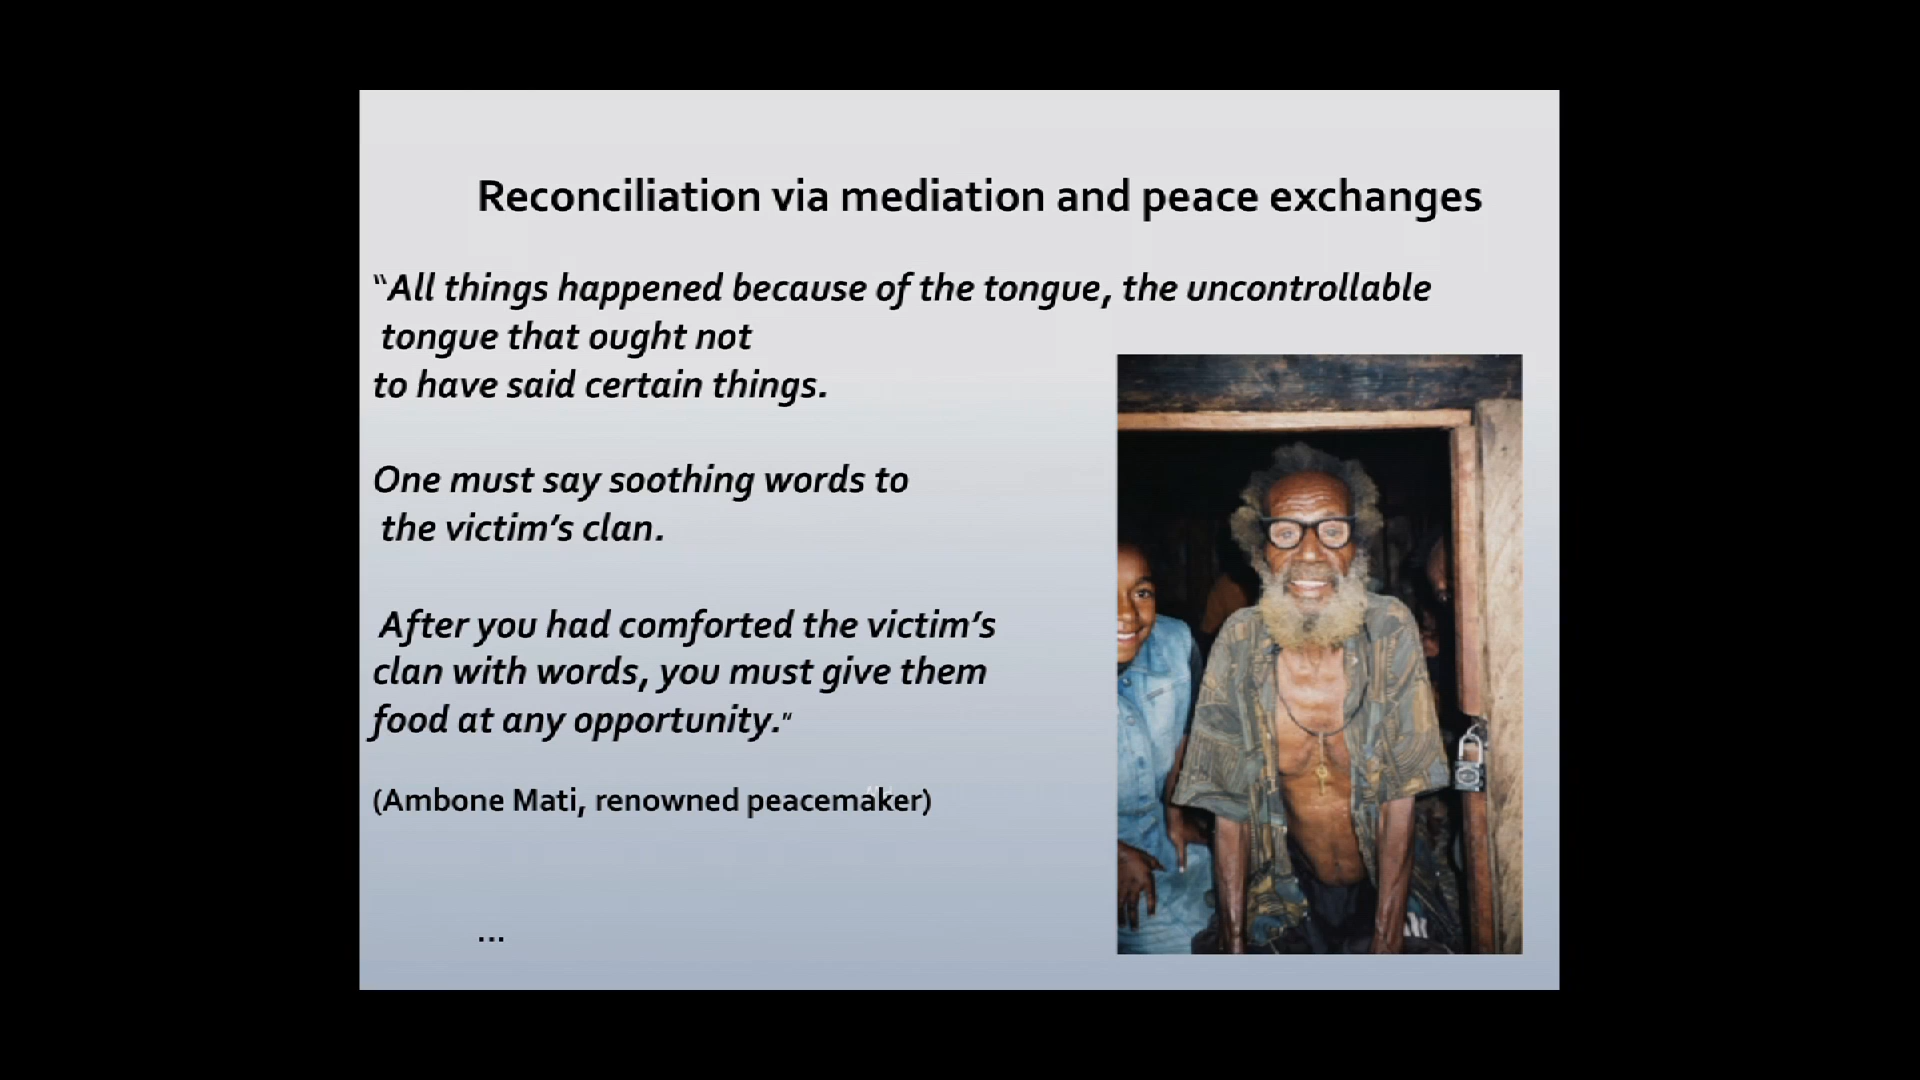 Reconciliation via mediation and peace exchanges
“All things happened because of the tongue, the uncontrollable
tongue that ought not
to have said certain things.
One must say soothing words to
the victim’s clan.
After you had comforted the victim’s
clan with words, you must give them
food at any opportunity.”
(Ambone Mati, renowned peacemaker)
...